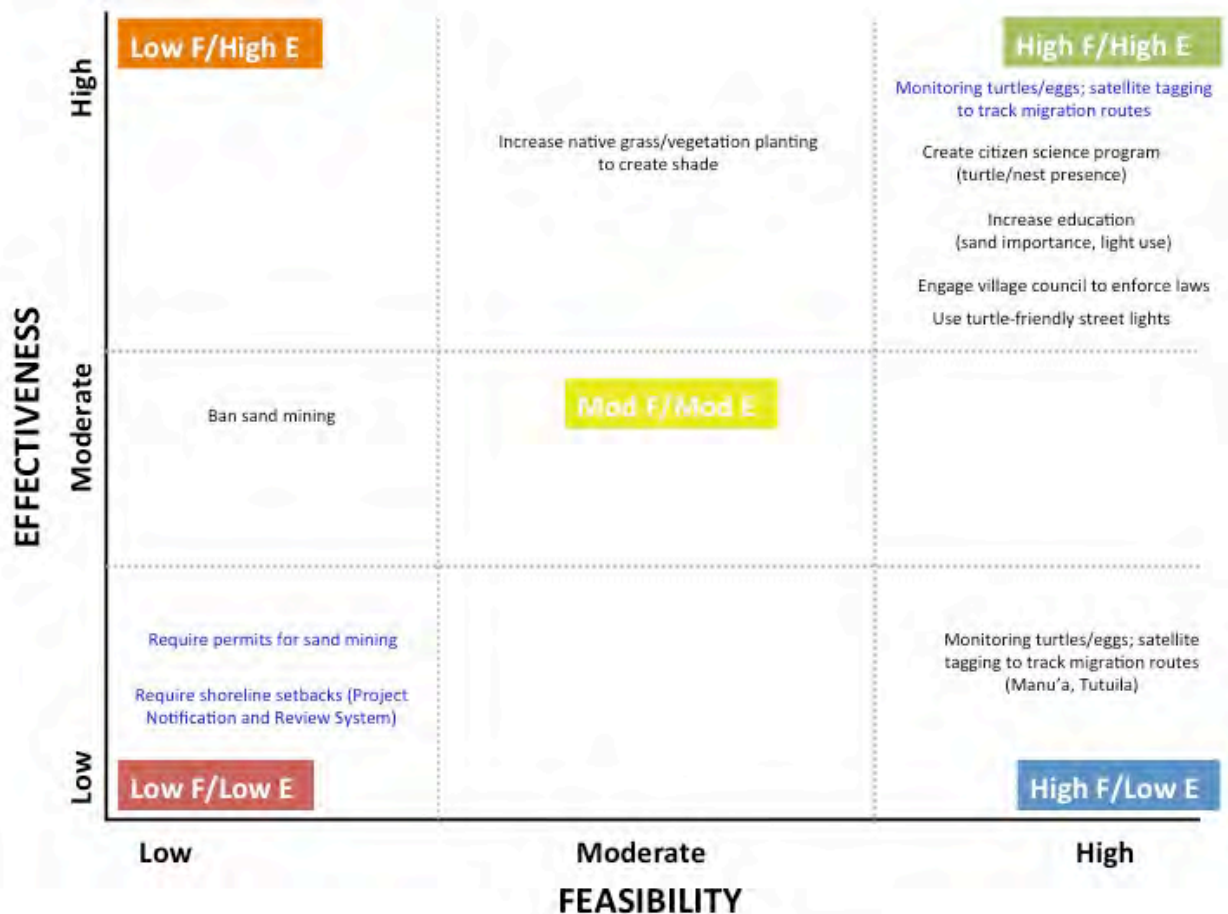 Low F/High E
High F/High E
Monitoring turtles/eggs; satellite tagging
to track migration routes
Increase native grass/vegetation planting
to create shade
Create citizen science program
(turtle/nest presence)
Increase education
(sand importance, light use)
Engage village council to enforce laws
Use turtle-friendly street lights
High
EFFECTIVENESS
Moderate
Ban sand mining
Mod F/Mod E
Require permits for sand mining
Require shoreline setbacks (Project
Notification and Review System)
Monitoring turtles/eggs; satellite
tagging to track migration routes
(Manu’a, Tutuila)
Low
Low F/Low E
High F/Low E
Low
Moderate
High
FEASIBILITY